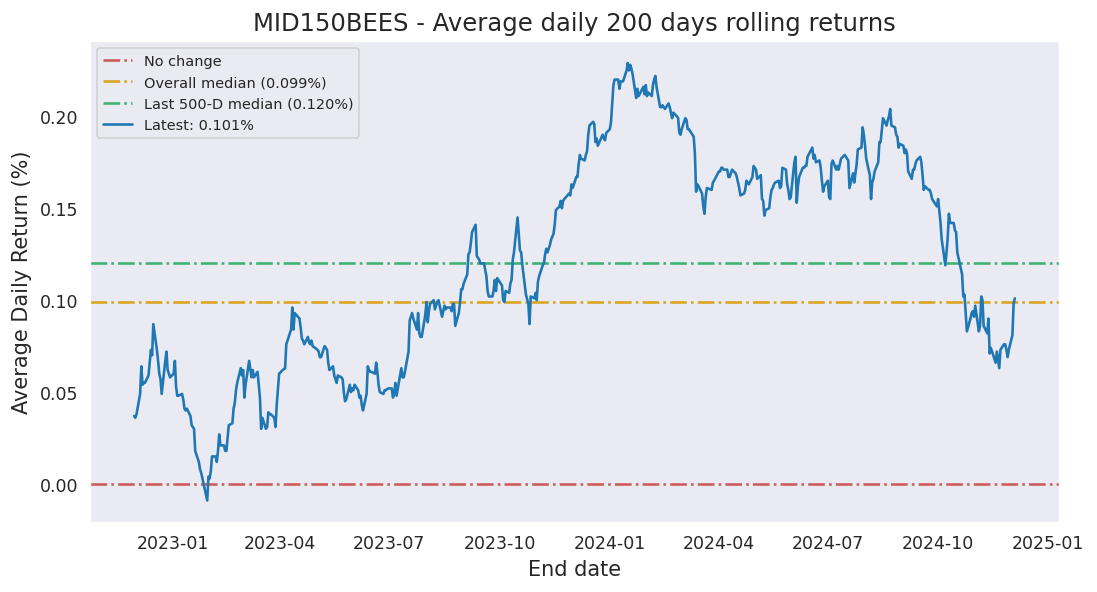 MID150BEES - Average daily 200 days rolling returns
No change
Overall median (0.099%)
Last 500-D median (0.120%)
Latest: 0.101%
Average Daily Return (%)
0.20
0.15
0.10
0.05
0.00
2023-01 2023-04 2023-07 2023-10 2024-01 2024-04 2024-07 2024-10 2025-01
End date